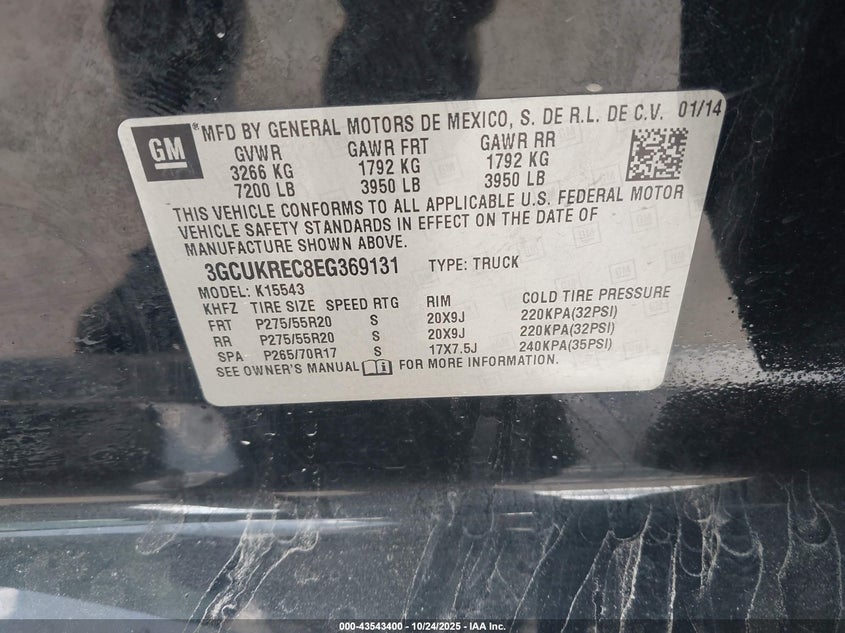 GM
®MFD BY GENERAL MOTORS DE MEXICO, S. DE R.L. DE C.V. 01/14
GVWR GAWR FRT GAWR RR
3266 KG 1792 KG 1792 KG
7200 LB 3950 LB 3950 LB
THIS VEHICLE CONFORMS TO ALL APPLICABLE U.S. FEDERAL MOTOR
VEHICLE SAFETY STANDARDS IN EFFECT ON THE DATE OF
MANUFACTURE SHOWN ABOVE.
3GCUKREC8EG369131 TYPE: TRUCK
MODEL: K15543
KHFZ TIRE SIZE SPEED RTG RIM COLD TIRE PRESSURE
FRT P275/55R20 S 20X9J 220KPA(32PSI)
RR P275/55R20 S 20X9J 220KPA(32PSI)
SPA P265/70R17 S 17X7.5J 240KPA(35PSI)
SEE OWNER'S MANUAL FOR MORE INFORMATION.
000-43543400 - 10/24/2025 - IAA Inc.